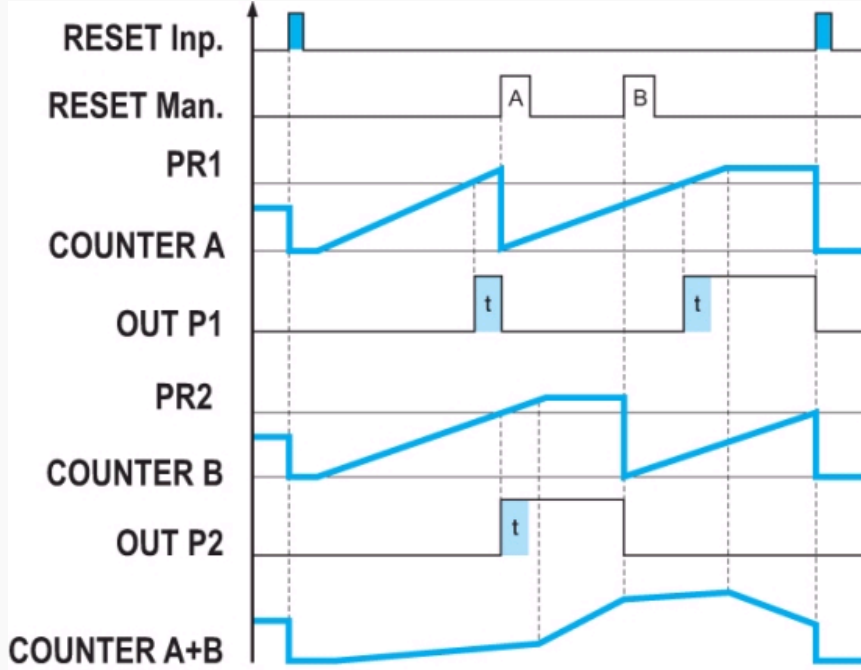 RESET Inp.
RESET Man.
A
B
PR1
COUNTER A
OUT P1
t
t
PR2
COUNTER B
OUT P2
t
COUNTER A+B